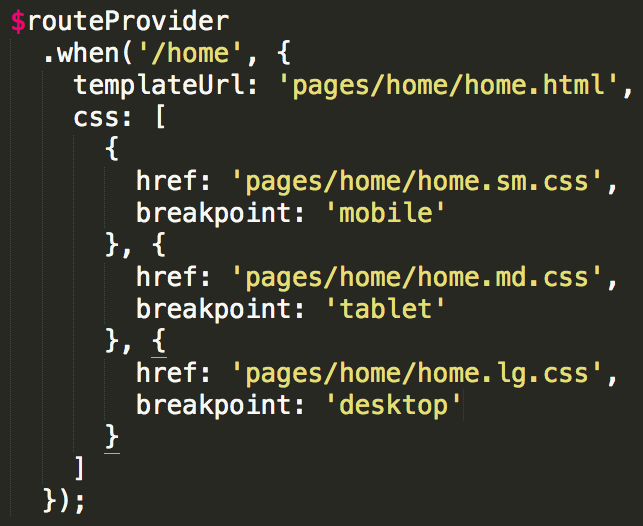 $routeProvider
  .when('/home', {
    templateUrl: 'pages/home/home.html',
    css: [
      {
        href: 'pages/home/home.sm.css',
        breakpoint: 'mobile'
      }, {
        href: 'pages/home/home.md.css',
        breakpoint: 'tablet'
      }, {
        href: 'pages/home/home.lg.css',
        breakpoint: 'desktop'
      }
    ]
  });